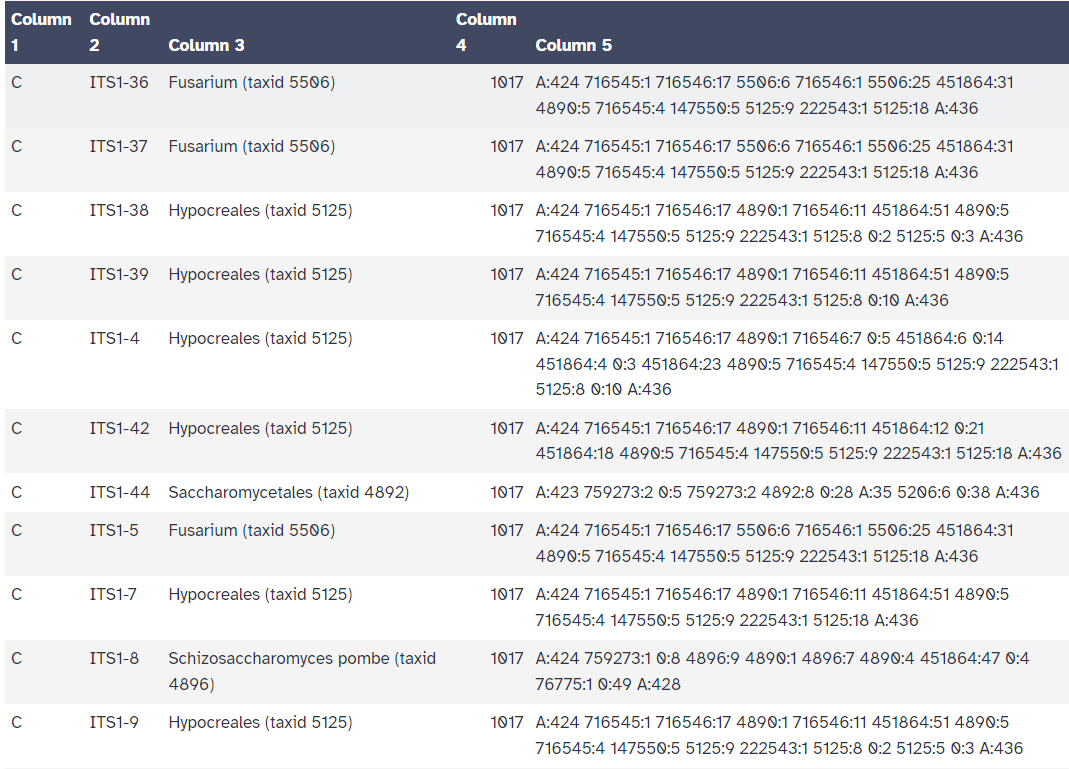 Column 1 Column 2 Column 3 Column 4 Column 5
C ITS1-36 Fusarium (taxid 5506) 1017 A:424 716545:1 716546:17 5506:6 716546:1 5506:25 451864:31
4890:5 716545:4 147550:5 5125:9 222543:1 5125:18 A:436
C ITS1-37 Fusarium (taxid 5506) 1017 A:424 716545:1 716546:17 5506:6 716546:1 5506:25 451864:31
4890:5 716545:4 147550:5 5125:9 222543:1 5125:18 A:436
C ITS1-38 Hypocreales (taxid 5125) 1017 A:424 716545:1 716546:17 4890:1 716546:11 451864:51 4890:5
716545:4 147550:5 5125:9 222543:1 5125:8 0:2 5125:5 0:3 A:436
C ITS1-39 Hypocreales (taxid 5125) 1017 A:424 716545:1 716546:17 4890:1 716546:11 451864:51 4890:5
716545:4 147550:5 5125:9 222543:1 5125:8 0:10 A:436
C ITS1-4 Hypocreales (taxid 5125) 1017 A:424 716545:1 716546:17 4890:1 716546:7 0:5 451864:6 0:14
451864:4 0:3 451864:23 4890:5 716545:4 147550:5 5125:9 222543:1
5125:8 0:10 A:436
C ITS1-42 Hypocreales (taxid 5125) 1017 A:424 716545:1 716546:17 4890:1 716546:11 451864:12 0:21
451864:18 4890:5 716545:4 147550:5 5125:9 222543:1 5125:18 A:436
C ITS1-44 Saccharomycetales (taxid 4892) 1017 A:423 759273:2 0:5 759273:2 4892:8 0:28 A:35 5206:6 0:38 A:436
C ITS1-5 Fusarium (taxid 5506) 1017 A:424 716545:1 716546:17 5506:6 716546:1 5506:25 451864:31
4890:5 716545:4 147550:5 5125:9 222543:1 5125:18 A:436
C ITS1-7 Hypocreales (taxid 5125) 1017 A:424 716545:1 716546:17 4890:1 716546:11 451864:51 4890:5
716545:4 147550:5 5125:9 222543:1 5125:18 A:436
C ITS1-8 Schizosaccharomyces pombe (taxid 1017 A:424 759273:1 0:8 4896:9 4890:1 4896:7 4890:4 451864:47 0:4
4896) 76775:1 0:49 A:428
C ITS1-9 Hypocreales (taxid 5125) 1017 A:424 716545:1 716546:17 4890:1 716546:11 451864:51 4890:5
716545:4 147550:5 5125:9 222543:1 5125:8 0:2 5125:5 0:3 A:436